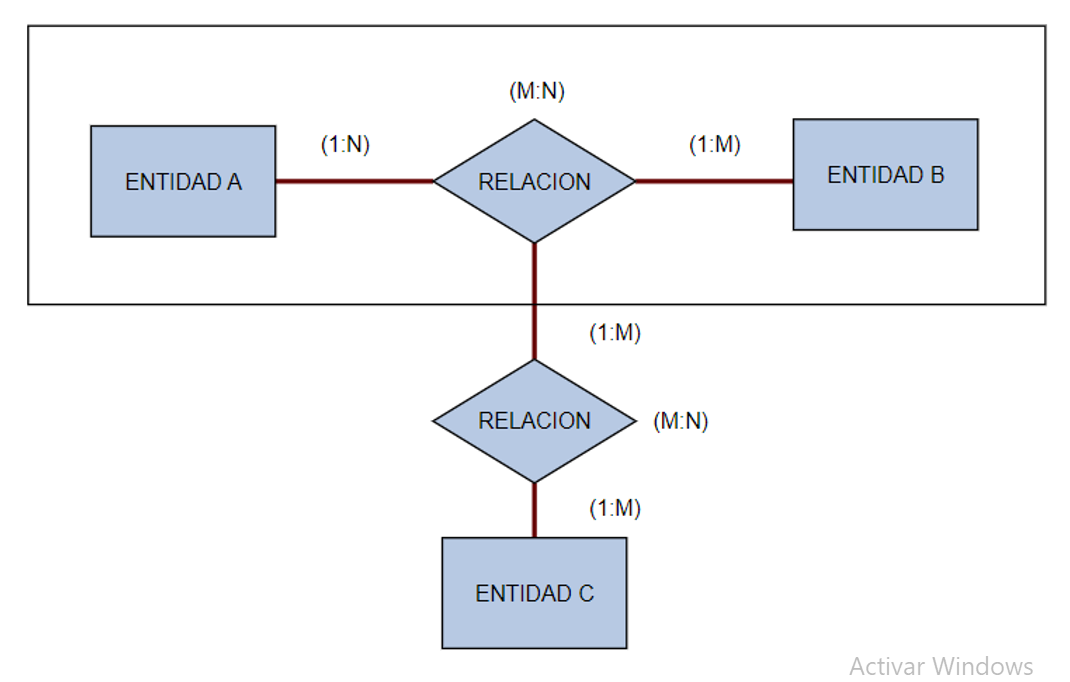 (M:N)
(1:N)
(1:M)
ENTIDAD A
RELACION
ENTIDAD B
(1:M)
RELACION
(M:N)
(1:M)
ENTIDAD C
Activar Windows